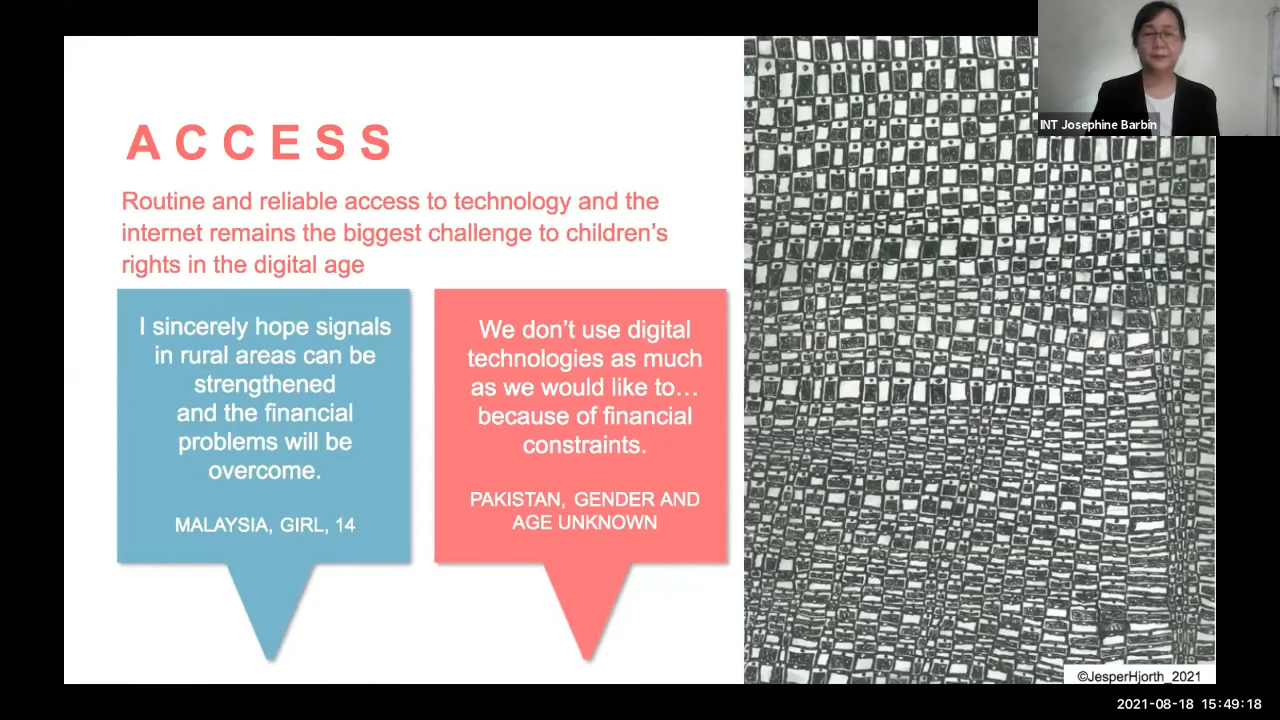 INT Josephine Barbin
ACCESS
Routine and reliable access to technology and the
internet remains the biggest challenge to children’s
rights in the digital age
I sincerely hope signals
in rural areas can be
strengthened
and the financial
problems will be
overcome.
MALAYSIA, GIRL, 14
We don’t use digital
technologies as much
as we would like to…
because of financial
constraints.
PAKISTAN, GENDER AND
AGE UNKNOWN
©JesperHjorth_2021
2021-08-18 15:49:18